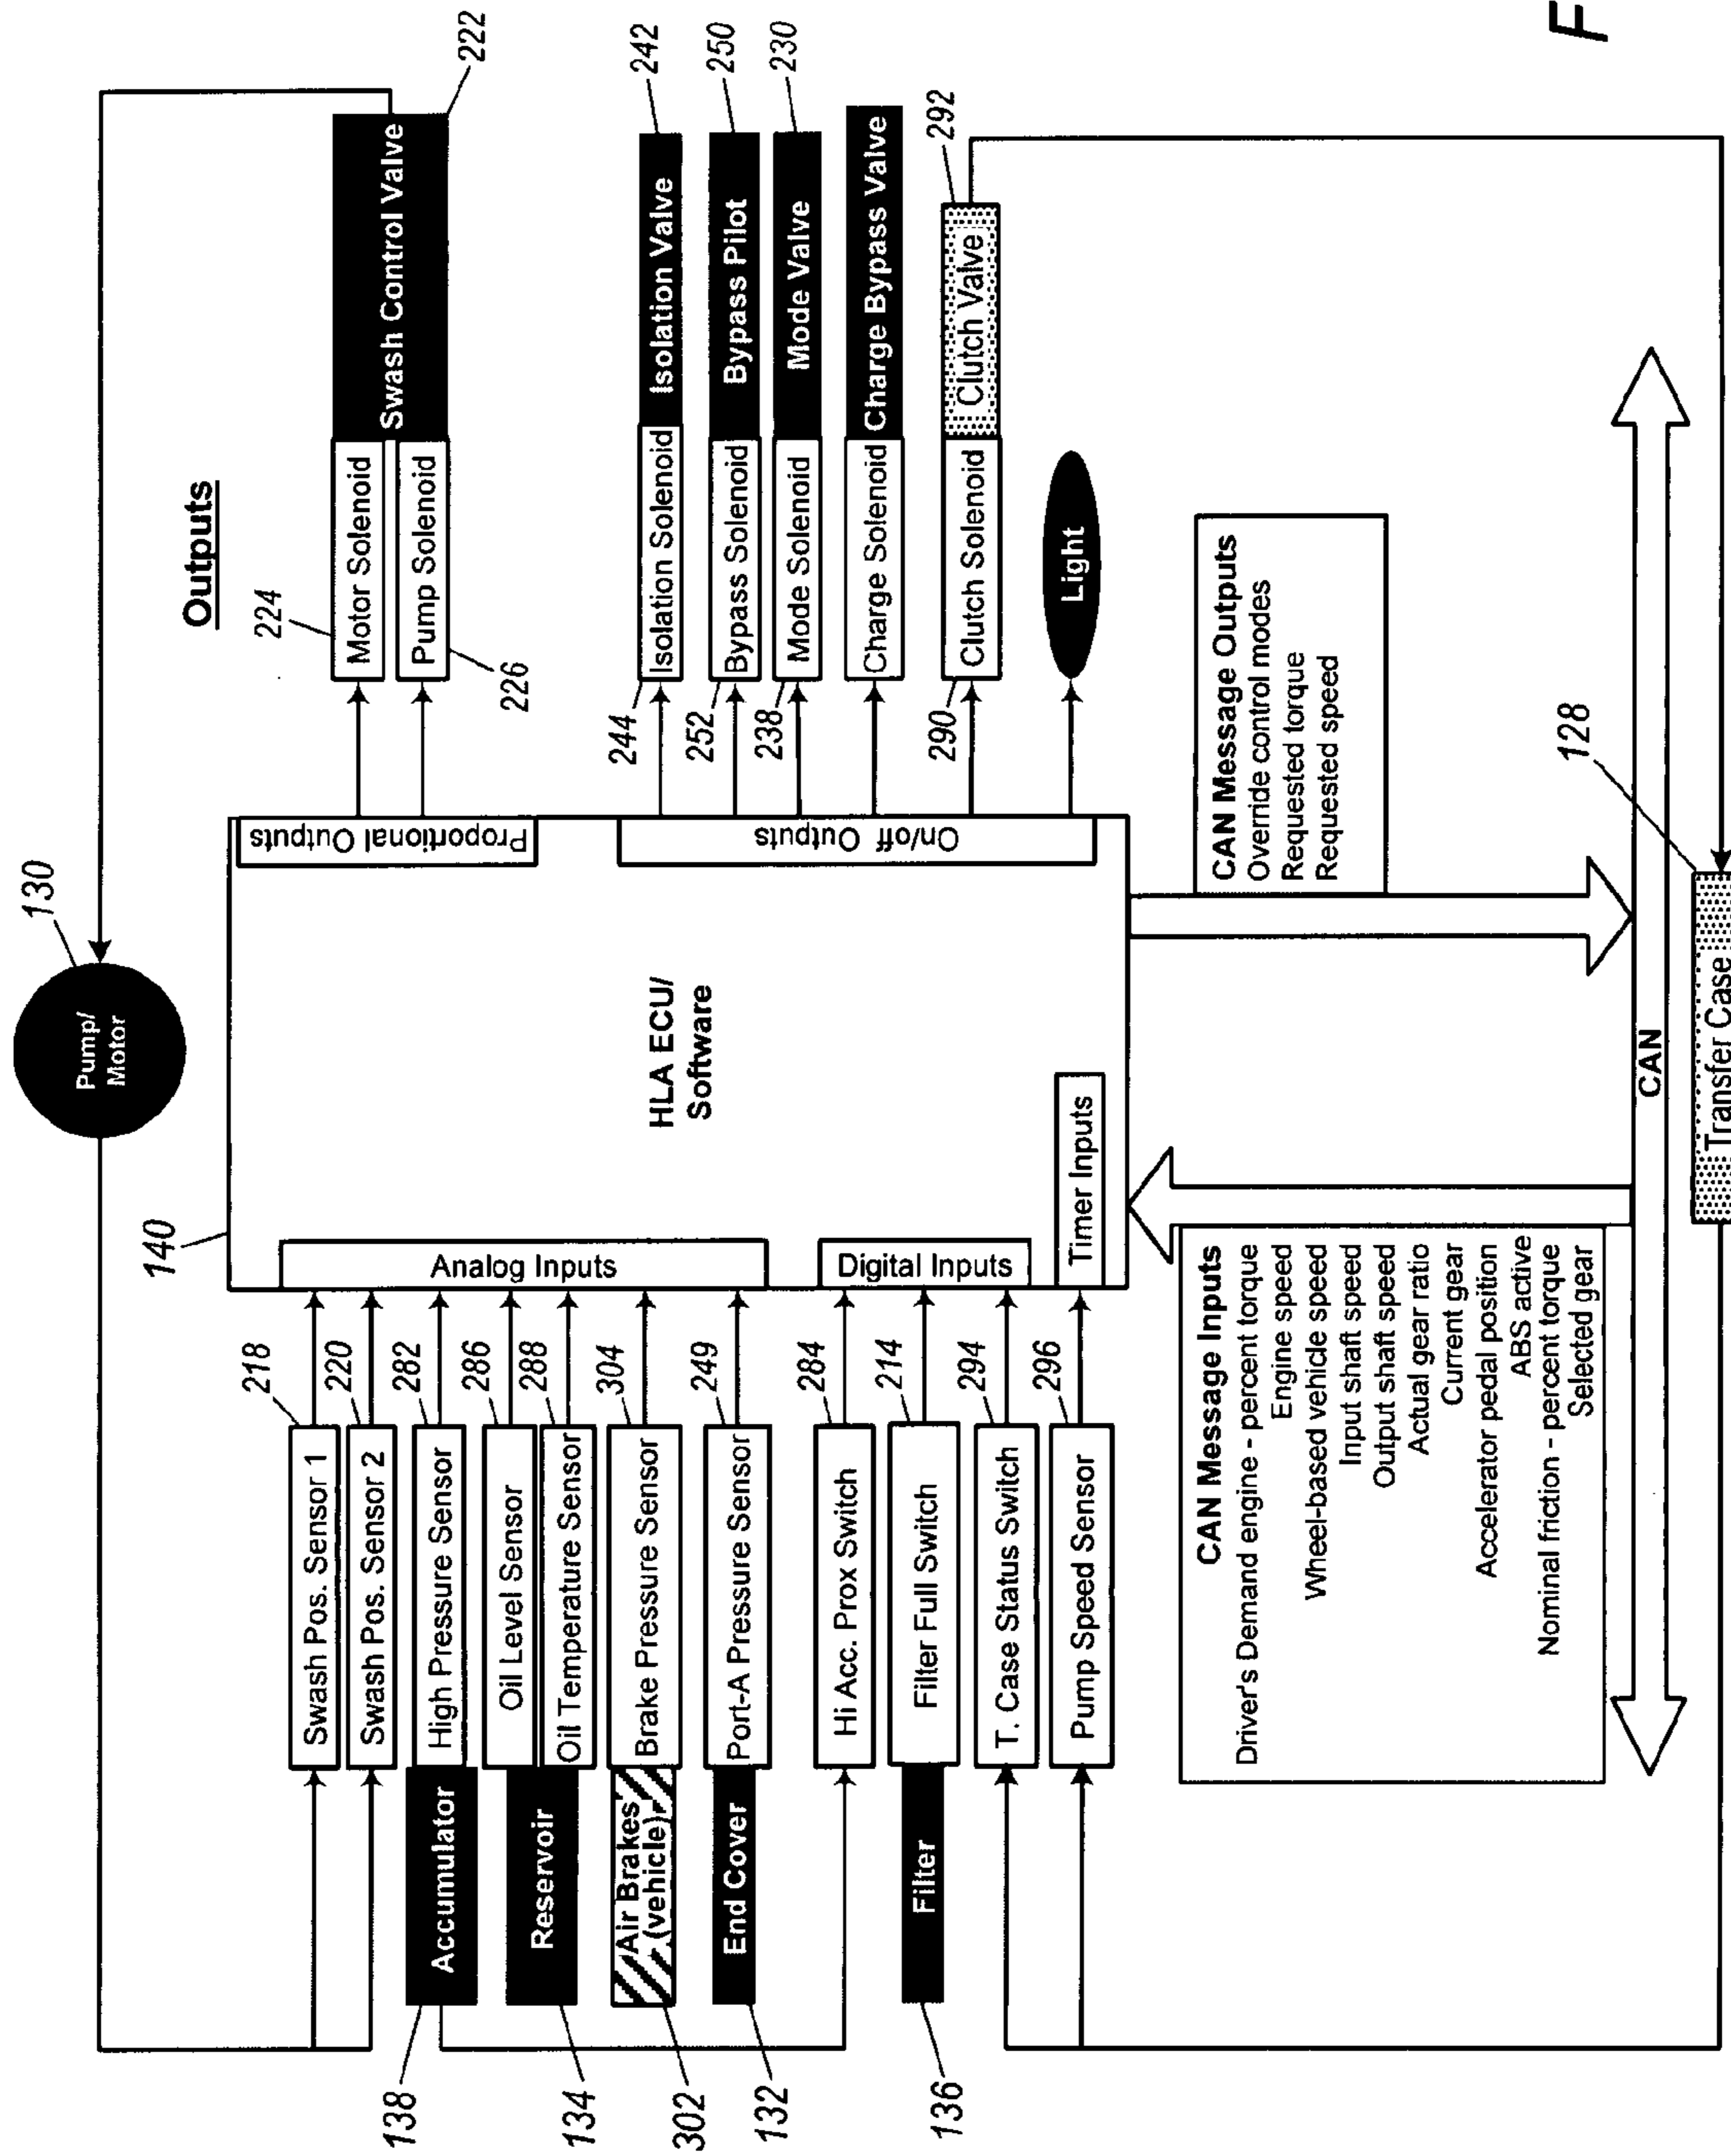 130
Pump/
Motor
Outputs
140
218
Swash Pos. Sensor 1
220
Swash Pos. Sensor 2
138
Accumulator
High Pressure Sensor
282
134
Reservoir
Oil Level Sensor
286
Oil Temperature Sensor
288
302
Air Brakes
(vehicle)
Brake Pressure Sensor
304
132
End Cover
Port-A Pressure Sensor
249
Analog Inputs
Hi Acc. Prox Switch
284
136
Filter
Filter Full Switch
214
T. Case Status Switch
294
Digital Inputs
Pump Speed Sensor
296
Timer Inputs
HLA ECU/
Software
Proportional Outputs
On/off Outputs
224
Motor Solenoid
Pump Solenoid
226
Swash Control Valve
222
244
Isolation Solenoid
Isolation Valve
242
252
Bypass Solenoid
Bypass Pilot
250
238
Mode Solenoid
Mode Valve
230
Charge Solenoid
Charge Bypass Valve
290
Clutch Solenoid
Clutch Valve
292
Light
CAN Message Inputs
Driver's Demand engine - percent torque
Engine speed
Wheel-based vehicle speed
Input shaft speed
Output shaft speed
Actual gear ratio
Current gear
Accelerator pedal position
ABS active
Nominal friction - percent torque
Selected gear
CAN Message Outputs
Override control modes
Requested torque
Requested speed
CAN
128
Transfer Case
F